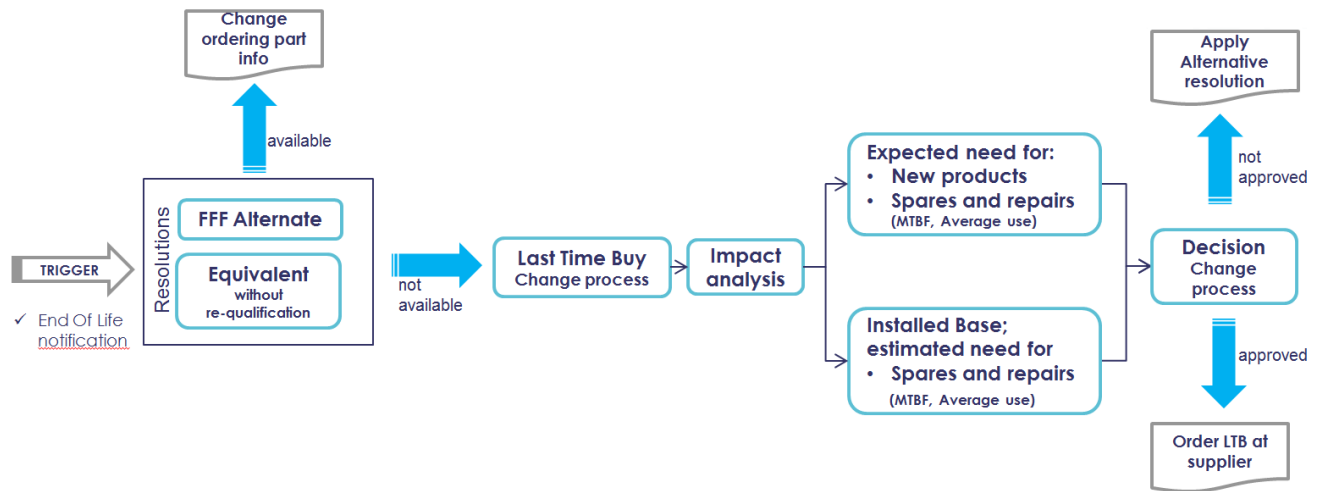 Change
ordering part
info
available
TRIGGER
✓ End Of Life
notification
Resolutions
FFF Alternate
Equivalent
without
re-qualification
not
available
Last Time Buy
Change process
Impact
analysis
Expected need for:
• New products
• Spares and repairs
(MTBF, Average use)
Installed Base;
estimated need for
• Spares and repairs
(MTBF, Average use)
Decision
Change
process
not
approved
Apply
Alternative
resolution
approved
Order LTB at
supplier